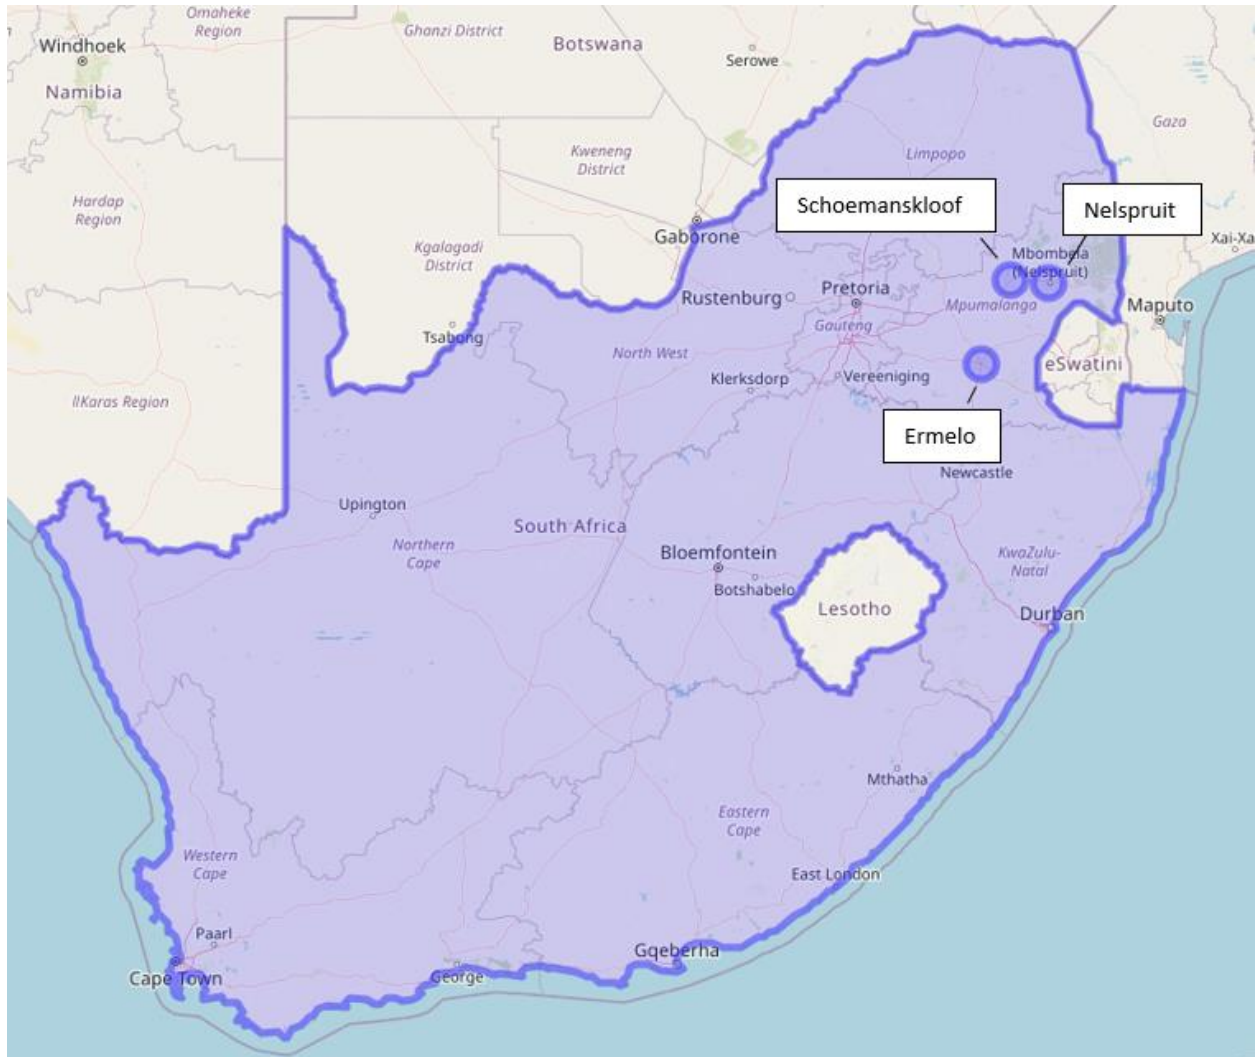 Omaheke
Region
Ghanzi District
Botswana
Windhoek
Serowe
Namibia
Gaza
Kweneng
District
Limpopo
Hardap
Region
Schoemanskloof
Nelspruit
Gaborone
Kgalagadi
District
Xai-Xa
Mbombela
(Nelspruit)
Rustenburg
Pretoria
Mpumalanga
Maputo
Gauteng
Tsabong
North West
eSwatini
Klerksdorp
Vereeniging
IIKaras Region
Ermelo
Newcastle
Upington
South Africa
Northern
Cape
Bloemfontein
KwaZulu-
Natal
Botshabelo
Lesotho
Durban
Mthatha
Eastern
Cape
Western
Cape
East London
Paarl
Gqeberha
Cape Town
George